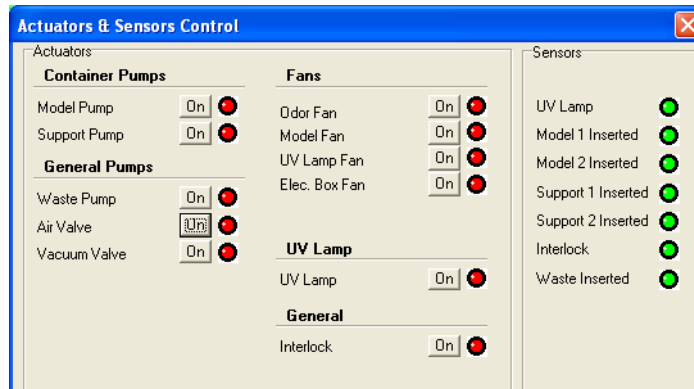 Actuators & Sensors Control
Actuators
Container Pumps
Model Pump On
Support Pump On
General Pumps
Waste Pump On
Air Valve On
Vacuum Valve On
Fans
Odor Fan On
Model Fan On
UV Lamp Fan On
Elec. Box Fan On
UV Lamp
UV Lamp On
General
Interlock On
Sensors
UV Lamp
Model 1 Inserted
Model 2 Inserted
Support 1 Inserted
Support 2 Inserted
Interlock
Waste Inserted